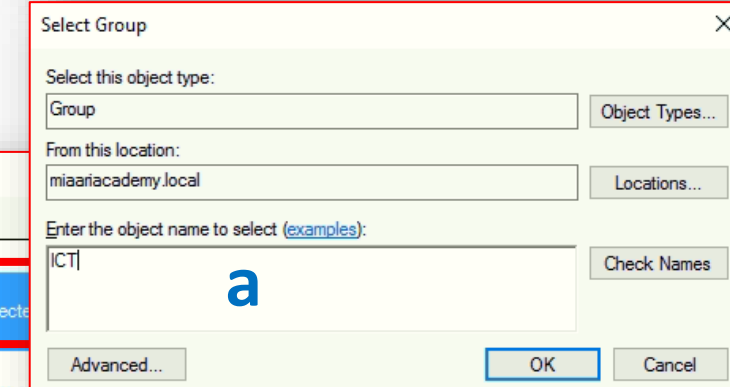 Select Group
Select this object type:
Group
Object Types...
From this location:
miaariacademy.local
Locations...
Enter the object name to select (examples):
ICT
a
Check Names
Advanced...
OK
Cancel